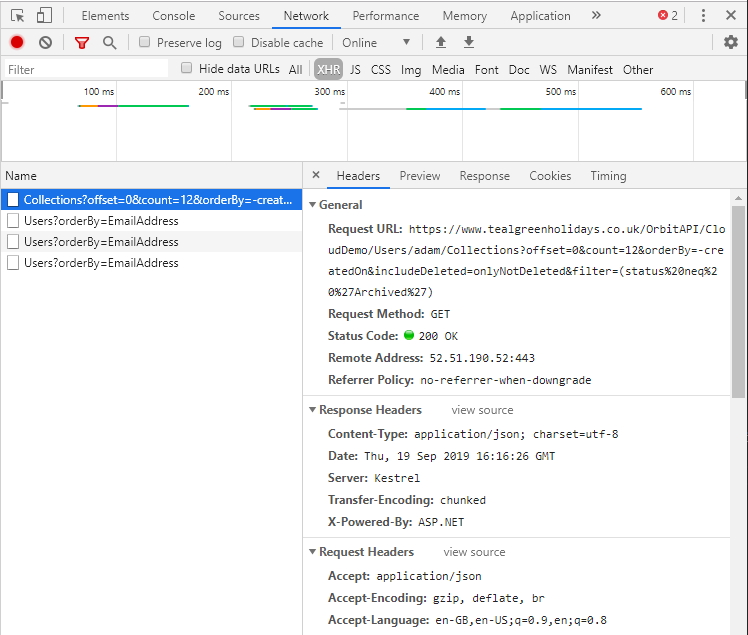 Elements Console Sources Network Performance Memory Application » 2
Preserve log Disable cache Online
Filter Hide data URLs All XHR JS CSS Img Media Font Doc WS Manifest Other
100 ms 200 ms 300 ms 400 ms 500 ms 600 ms
Name
Collections?offset=0&count=12&orderBy=-creat...
Users?orderBy=EmailAddress
Users?orderBy=EmailAddress
Users?orderBy=EmailAddress
× Headers Preview Response Cookies Timing
General
Request URL: https://www.tealgreenholidays.co.uk/OrbitAPI/Clo
udDemo/Users/adam/Collections?offset=0&count=12&orderBy=-cre
atedOn&includeDeleted=onlyNotDeleted&filter=(status%20neq%2
0%27Archived%27)
Request Method: GET
Status Code: 200 OK
Remote Address: 52.51.190.52:443
Referrer Policy: no-referrer-when-downgrade
Response Headers view source
Content-Type: application/json; charset=utf-8
Date: Thu, 19 Sep 2019 16:16:26 GMT
Server: Kestrel
Transfer-Encoding: chunked
X-Powered-By: ASP.NET
Request Headers view source
Accept: application/json
Accept-Encoding: gzip, deflate, br
Accept-Language: en-GB,en-US;q=0.9,en;q=0.8